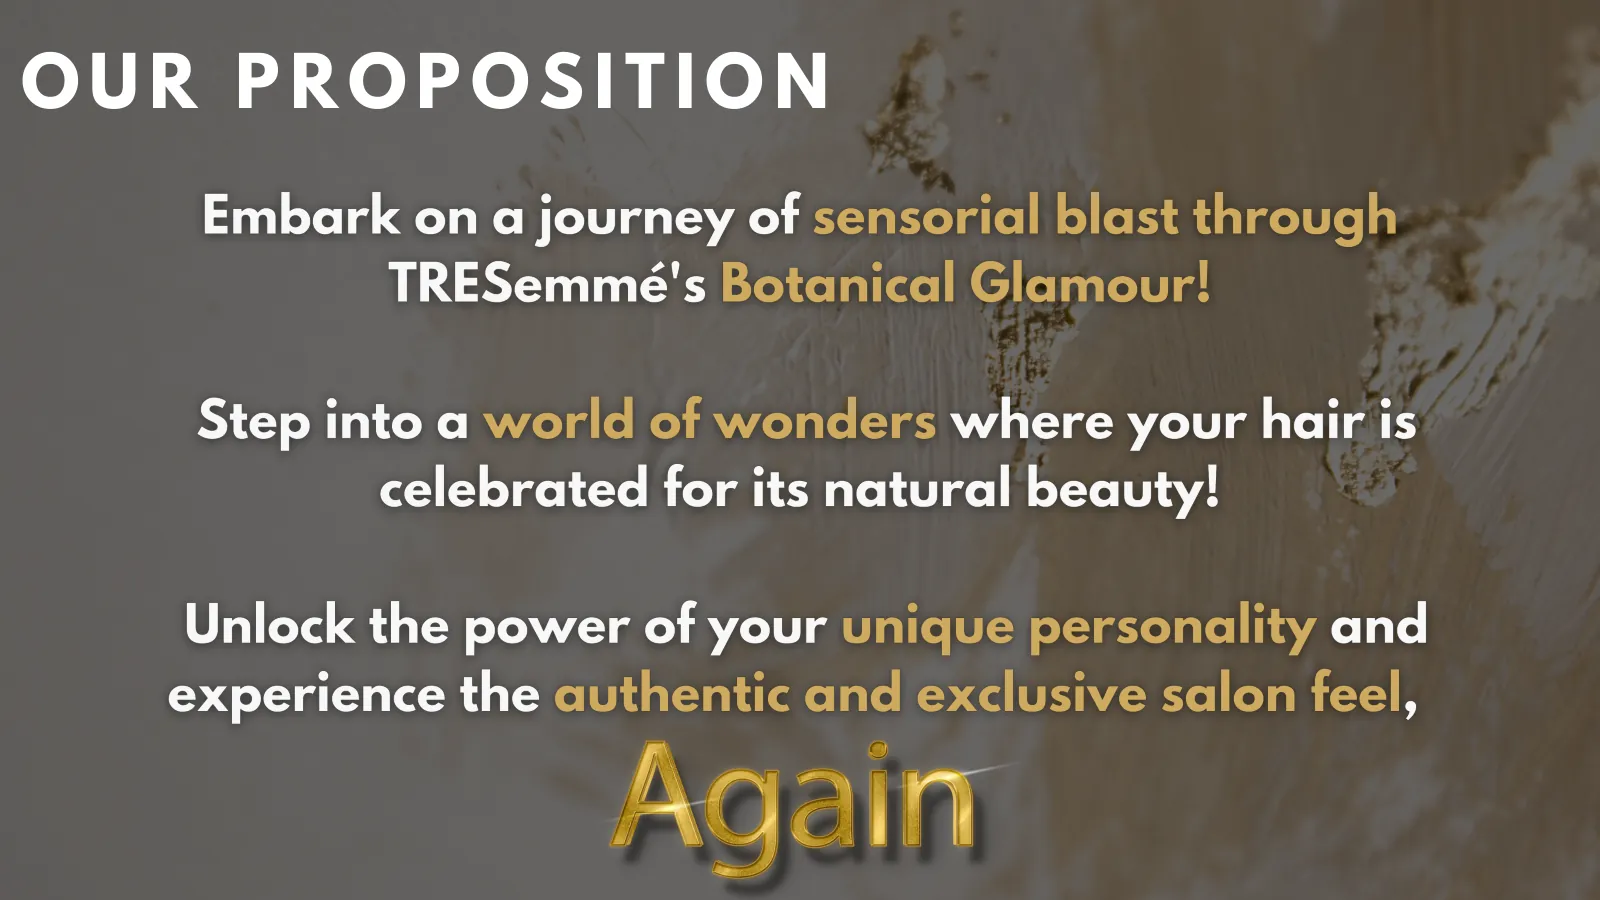 OUR PROPOSITION
Embark on a journey of sensorial blast through
TRESemmé's Botanical Glamour!
Step into a world of wonders where your hair is
celebrated for its natural beauty!
Unlock the power of your unique personality and
experience the authentic and exclusive salon feel,
Again